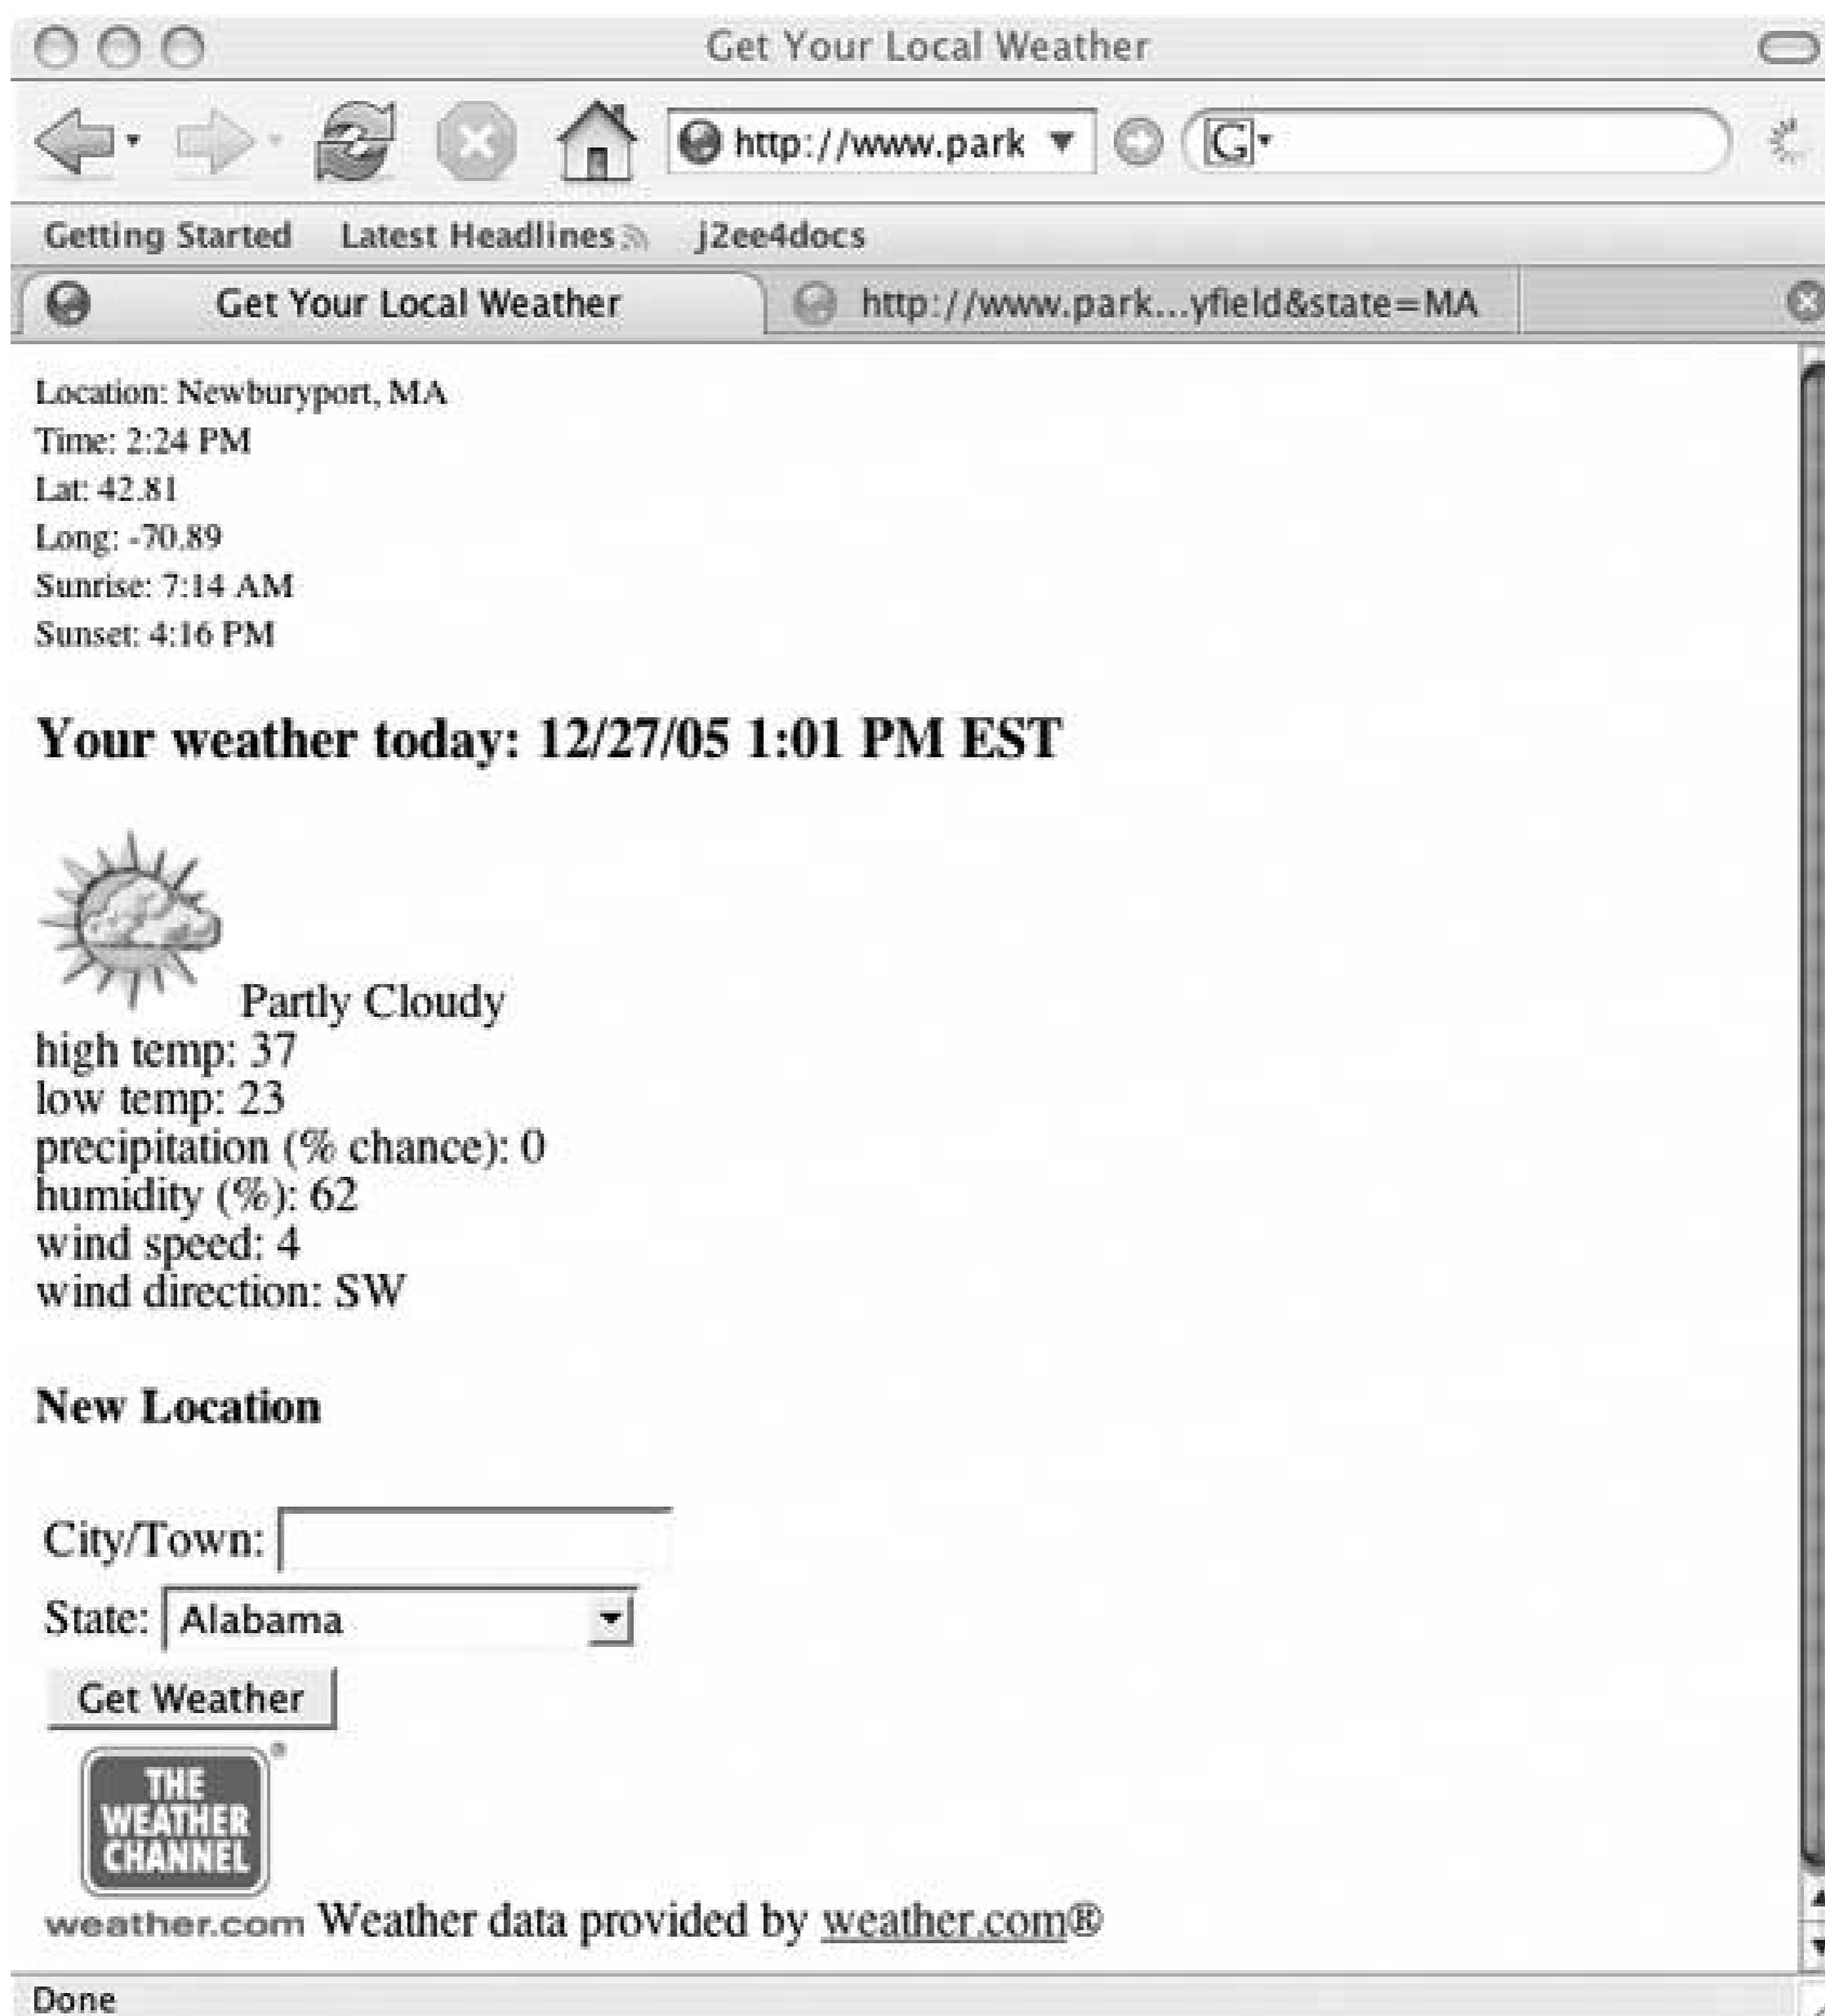 Get Your Local Weather
http://www.park
G
Getting Started Latest Headlines j2ee4docs
Get Your Local Weather http://www.park...yfield&state=MA
Location: Newburyport, MA
Time: 2:24 PM
Lat: 42.81
Long: -70.89
Sunrise: 7:14 AM
Sunset: 4:16 PM
Your weather today: 12/27/05 1:01 PM EST
Partly Cloudy
high temp: 37
low temp: 23
precipitation (% chance): 0
humidity (%): 62
wind speed: 4
wind direction: SW
New Location
City/Town:
State: Alabama
Get Weather
THE
WEATHER
CHANNEL
®
weather.com Weather data provided by weather.com®
Done